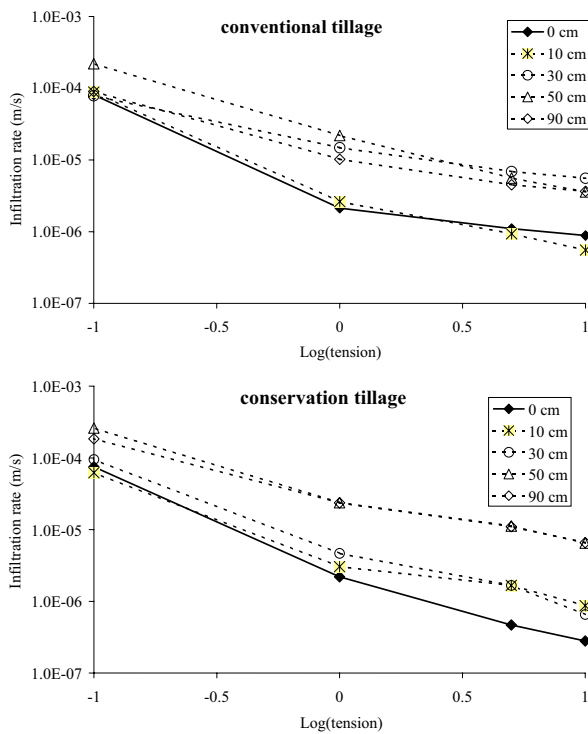 conventional tillage
1.0E-03
1.0E-04
1.0E-05
1.0E-06
1.0E-07
Infiltration rate (m/s)
-1
-0.5
0
0.5
1
Log(tension)
0 cm
10 cm
30 cm
50 cm
90 cm
conservation tillage
1.0E-03
1.0E-04
1.0E-05
1.0E-06
1.0E-07
Infiltration rate (m/s)
-1
-0.5
0
0.5
1
Log(tension)
0 cm
10 cm
30 cm
50 cm
90 cm